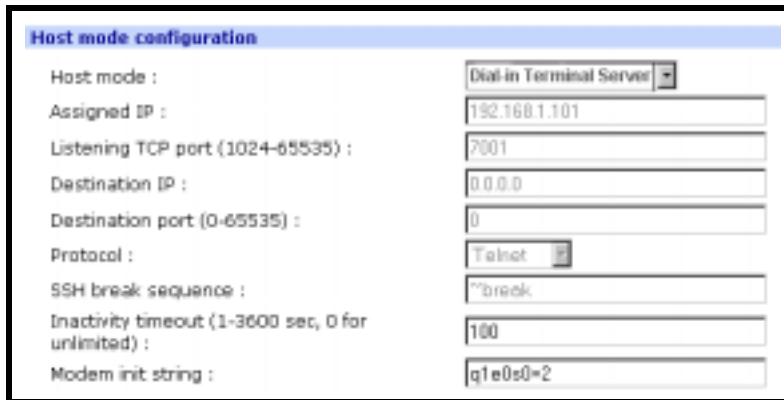 Host mode configuration
Host mode : Dial-in Terminal Server
Assigned IP : 192.168.1.101
Listening TCP port (1024-65535) : 7001
Destination IP : 0.0.0.0
Destination port (0-65535) : 0
Protocol : Telnet
SSH break sequence : ~break
Inactivity timeout (1-3600 sec, 0 for
unlimited) : 100
Modem init string : q1e0s0=2